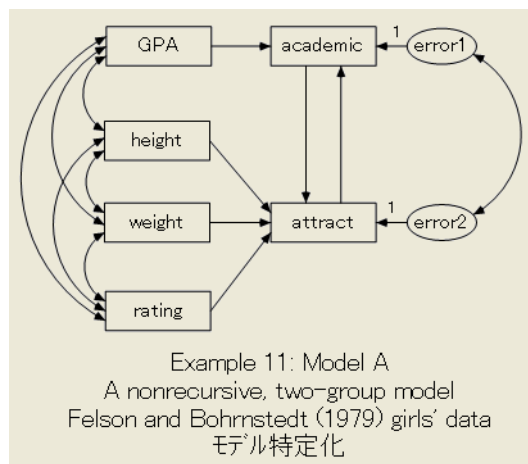 GPA
academic
1
error1
height
weight
attract
1
error2
rating
Example 11: Model A
A nonrecursive, two-group model
Felson and Bohrnstedt (1979) girls' data
モデル特定化